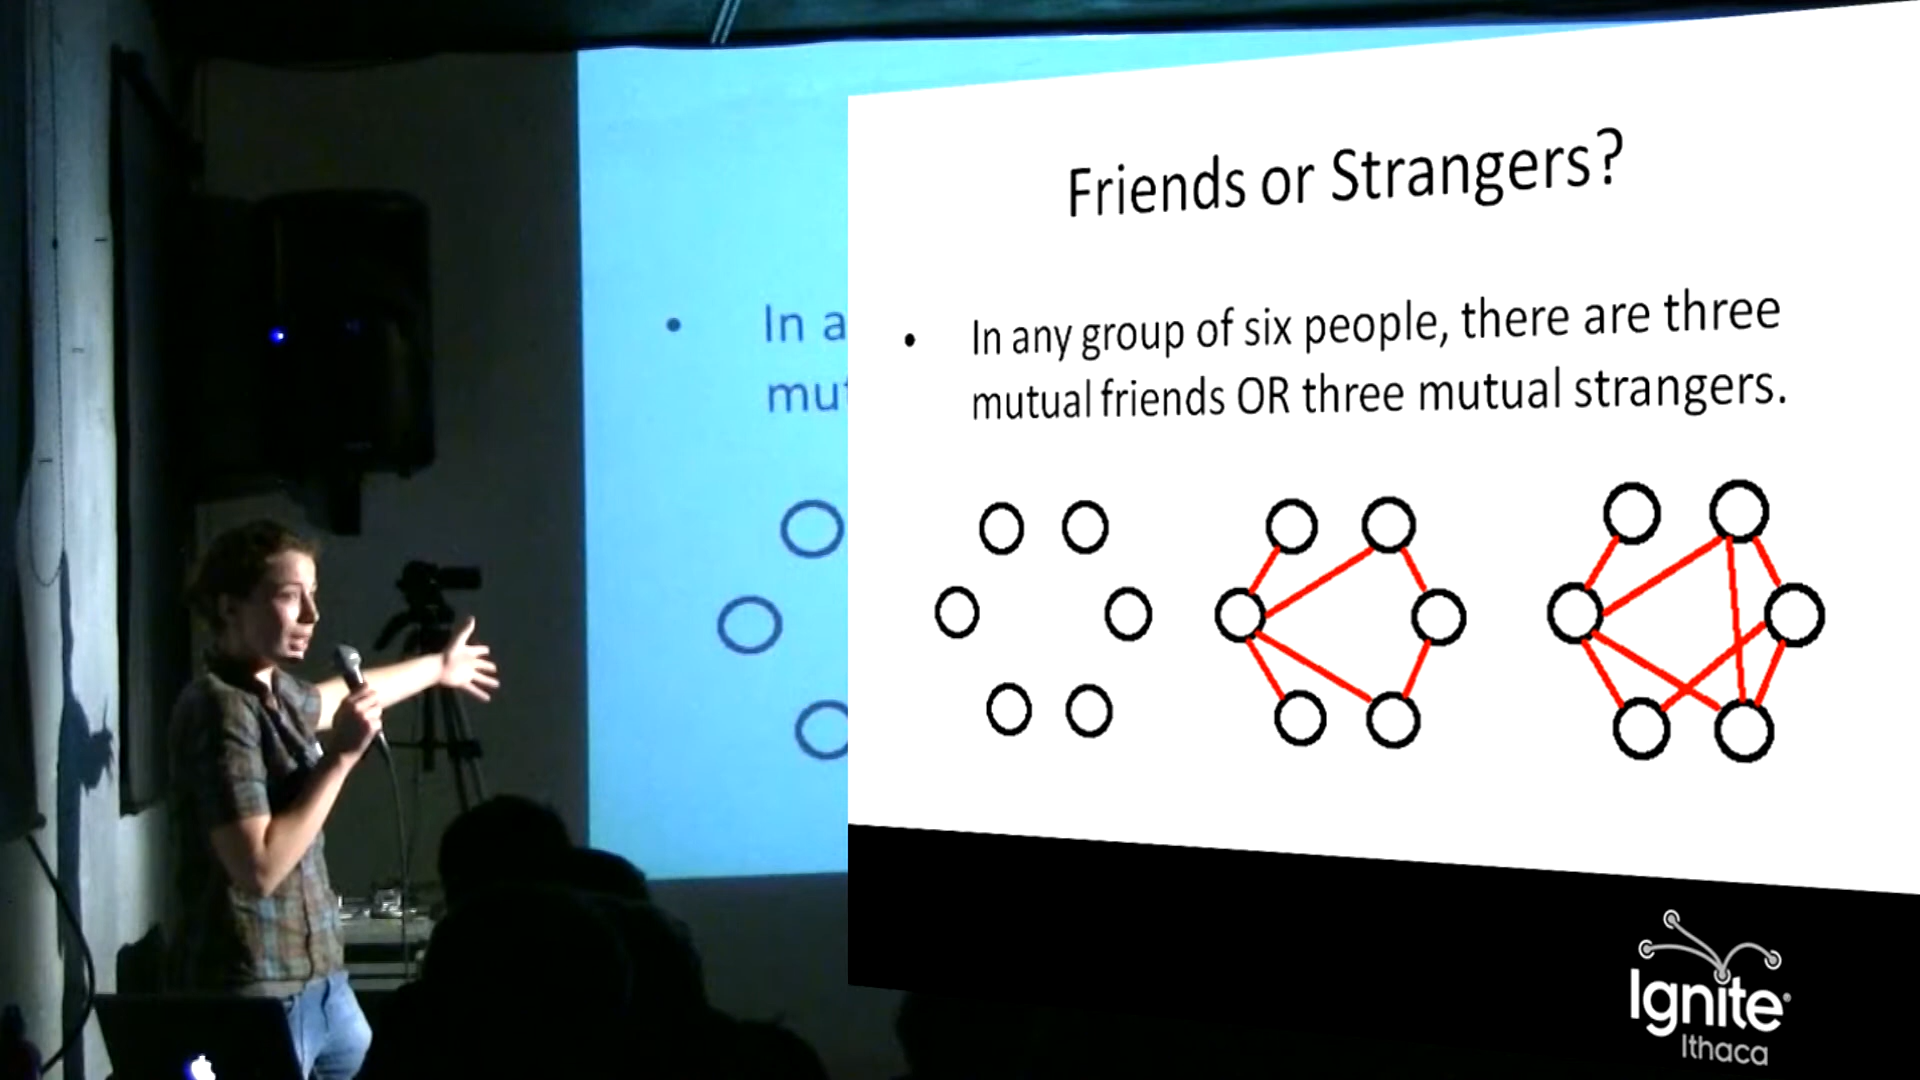 Friends or Strangers?
• In a
mut
• In any group of six people, there are three
mutual friends OR three mutual strangers.
Ignite®
Ithaca